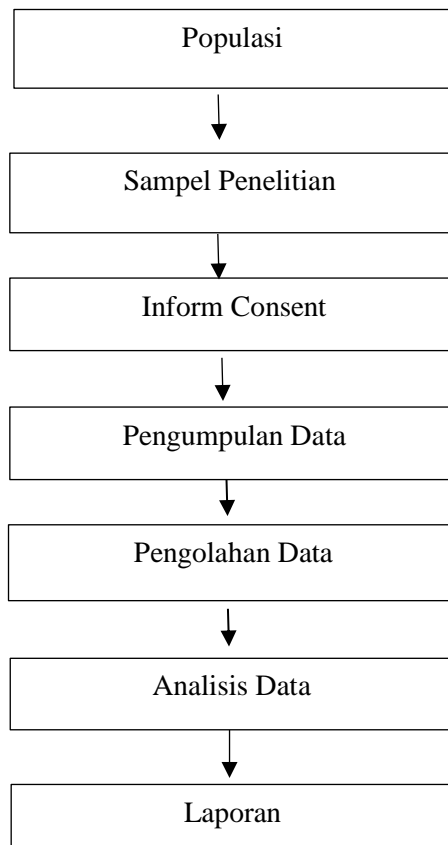 Populasi
Sampel Penelitian
Inform Consent
Pengumpulan Data
Pengolahan Data
Analisis Data
Laporan